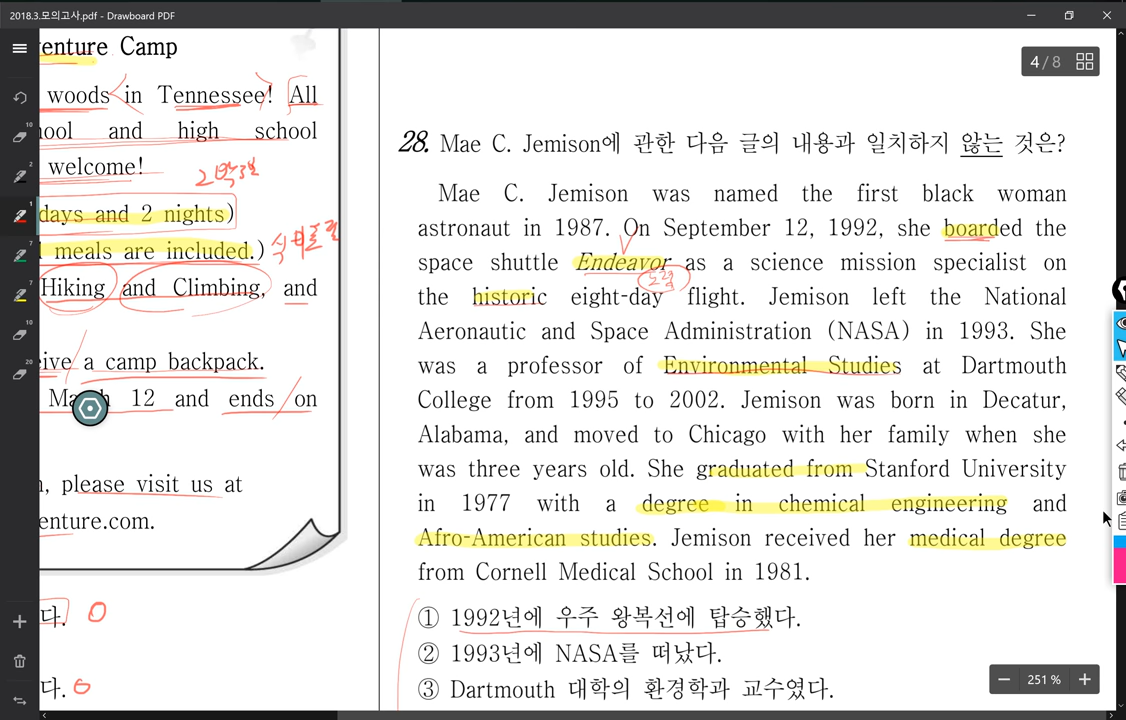 2018.3.모의고사.pdf - Drawboard PDF
enture Camp
woods in Tennessee! All
ool and high school
welcome!
2박3일
days and 2 nights)
meals are included.)
Hiking and Climbing, and
ive a camp backpack.
March 12 and ends on
, please visit us at
enture.com.
다. O
다. O
4 / 8
28. Mae C. Jemison에 관한 다음 글의 내용과 일치하지 않는 것은?
Mae C. Jemison was named the first black woman
astronaut in 1987. On September 12, 1992, she boarded the
space shuttle Endeavor as a science mission specialist on
노력
the historic eight-day flight. Jemison left the National
Aeronautic and Space Administration (NASA) in 1993. She
was a professor of Environmental Studies at Dartmouth
College from 1995 to 2002. Jemison was born in Decatur,
Alabama, and moved to Chicago with her family when she
was three years old. She graduated from Stanford University
in 1977 with a degree in chemical engineering and
Afro-American studies. Jemison received her medical degree
from Cornell Medical School in 1981.
① 1992년에 우주 왕복선에 탑승했다.
② 1993년에 NASA를 떠났다.
③ Dartmouth 대학의 환경학과 교수였다.
251 %